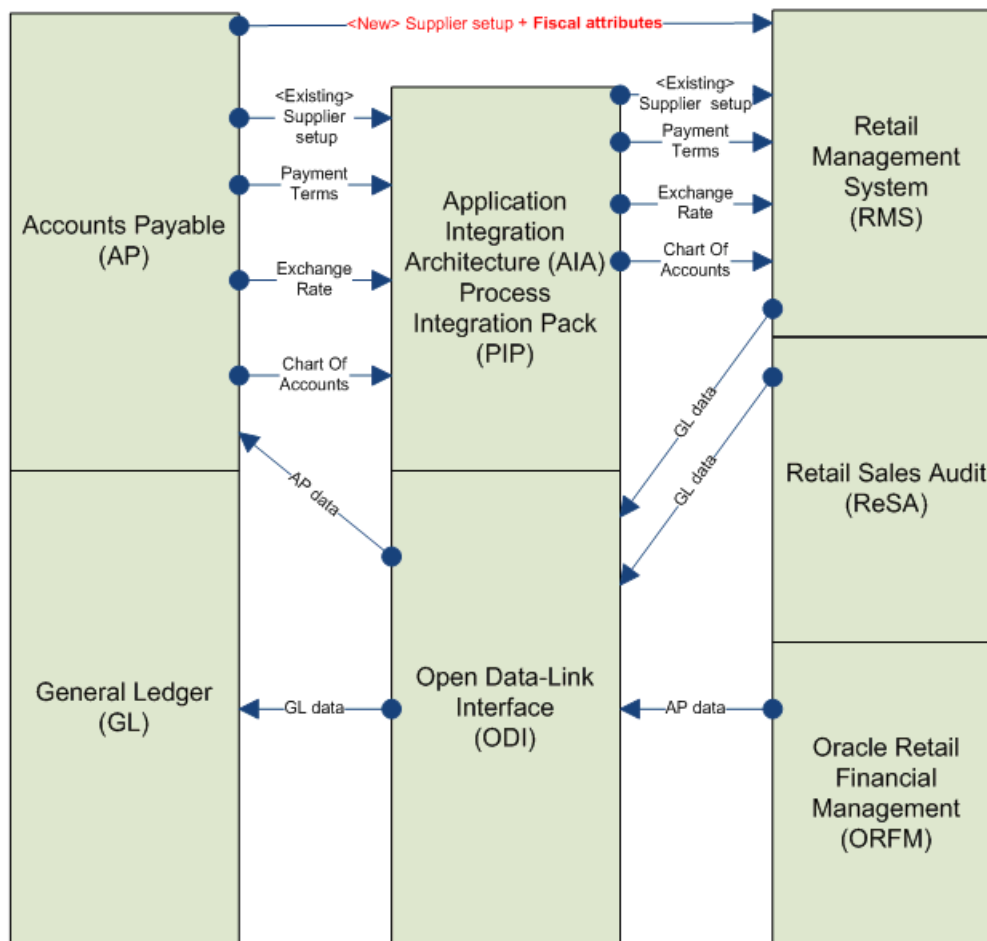 <New> Supplier setup + Fiscal attributes
<Existing>
Supplier
setup
Payment
Terms
Exchange
Rate
Chart Of
Accounts
Accounts Payable
(AP)
Application
Integration
Architecture (AIA)
Process
Integration Pack
(PIP)
<Existing>
Supplier setup
Payment
Terms
Exchange
Rate
Chart Of
Accounts
Retail
Management
System
(RMS)
GL data
GL data
AP data
Retail Sales Audit
(ReSA)
General Ledger
(GL)
GL data
Open Data-Link
Interface
(ODI)
AP data
Oracle Retail
Financial
Management
(ORFM)